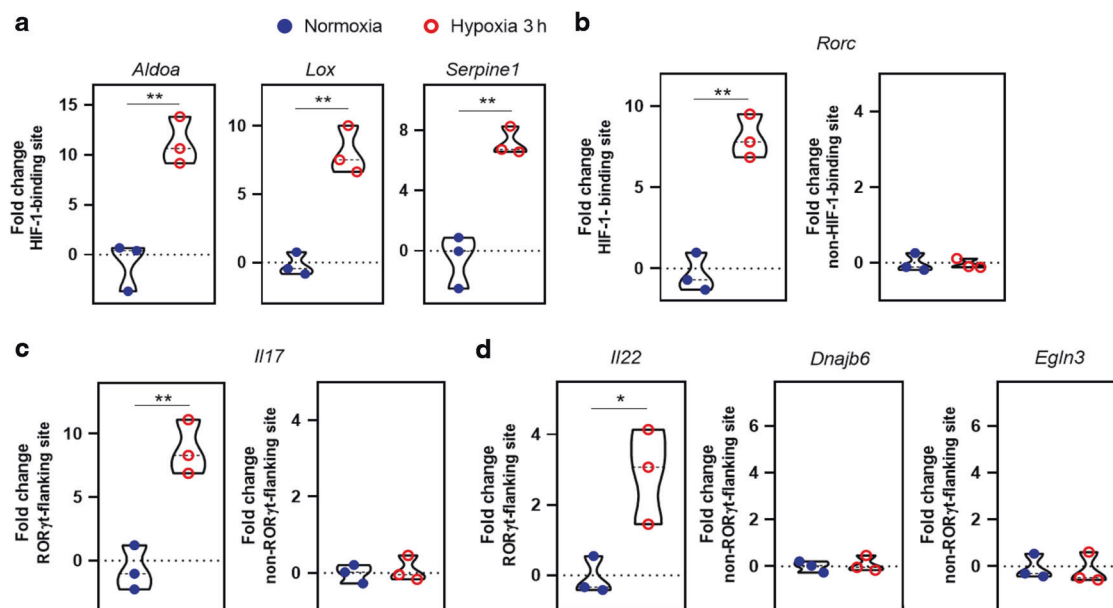 a
Normoxia
Hypoxia 3 h
b
Aldoa
Lox
Serpine1
Rorc
Fold change
HIF-1-binding site
15
10
5
0
**
10
5
0
**
8
4
0
**
Fold change
HIF-1- binding site
10
5
0
**
Fold change
non-HIF-1-binding site
4
2
0
c
Il17
d
Il22
Dnajb6
Egln3
Fold change
RORγt-flanking site
10
5
0
**
Fold change
non-RORγt-flanking site
4
2
0
Fold change
RORγt-flanking site
4
2
0
*
Fold change
non-RORγt-flanking site
6
4
2
0
Fold change
non-RORγt-flanking site
6
4
2
0